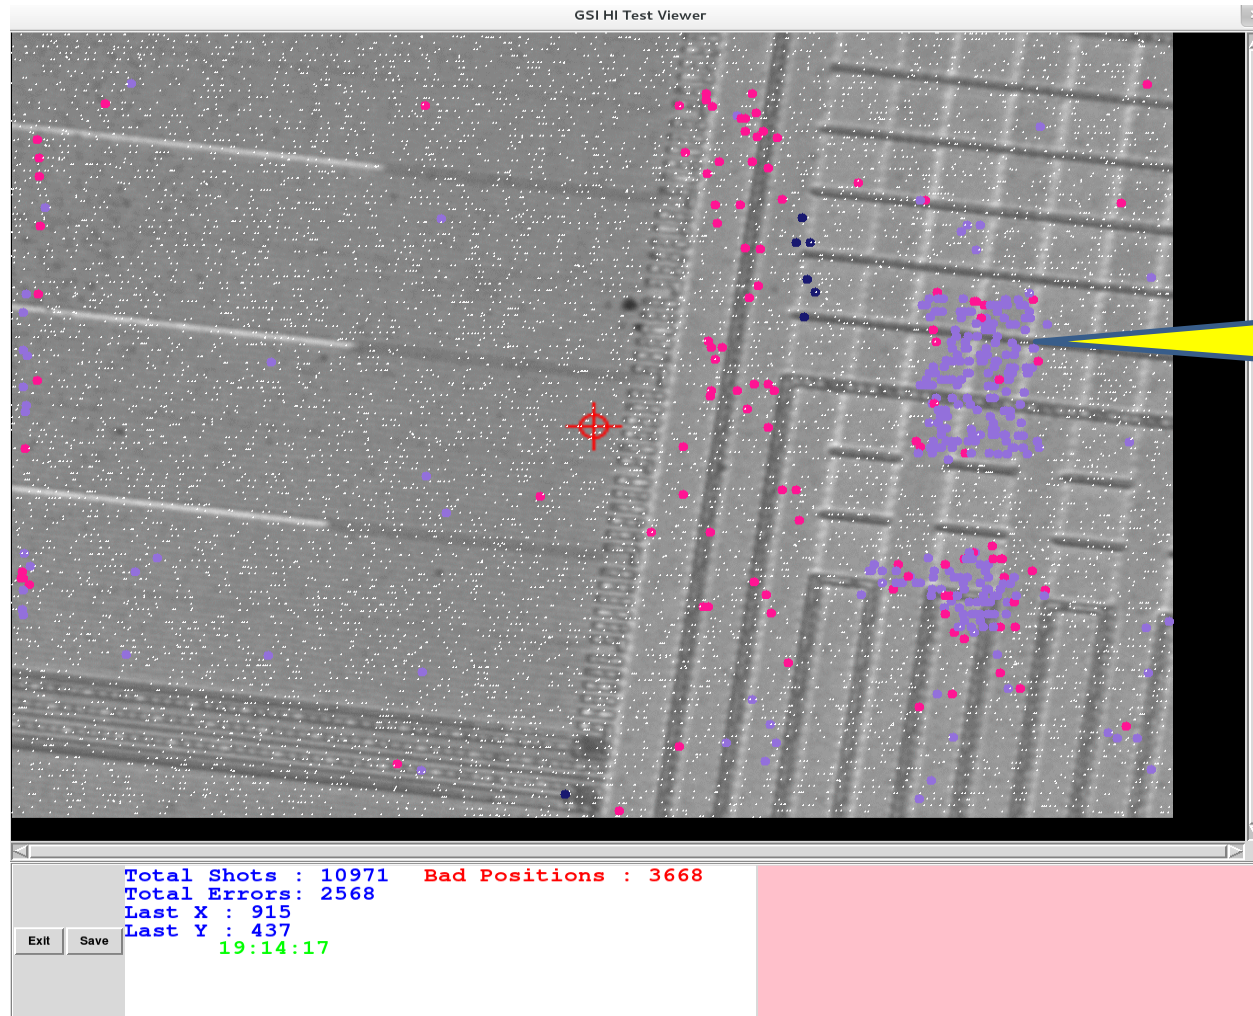 GSI HI Test Viewer
Total Shots : 10971 Bad Positions : 3668
Total Errors: 2568
Last X : 915
Last Y : 437
19:14:17
Exit Save